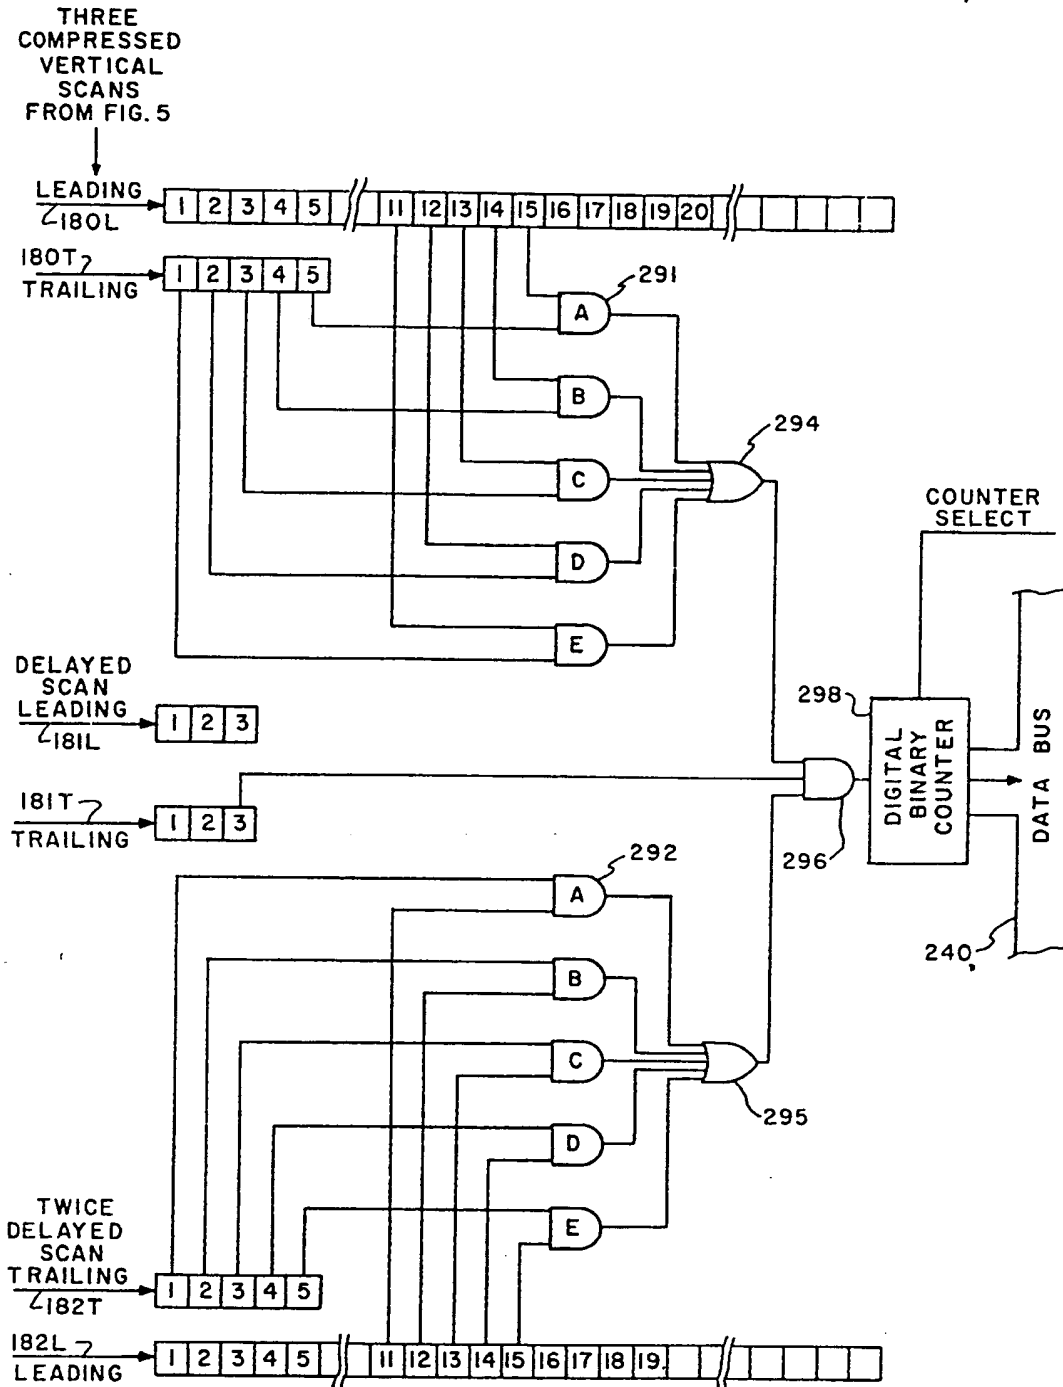 THREE
COMPRESSED
VERTICAL
SCANS
FROM FIG. 5
LEADING
180L
1 2 3 4 5 11 12 13 14 15 16 17 18 19 20
180T
TRAILING
1 2 3 4 5
291
A
B
C
D
E
294
COUNTER
SELECT
DELAYED
SCAN
LEADING
181L
1 2 3
181T
TRAILING
1 2 3
296
298
DIGITAL
BINARY
COUNTER
DATA BUS
240
292
A
B
C
D
E
295
TWICE
DELAYED
SCAN
TRAILING
182T
1 2 3 4 5
182L
LEADING
1 2 3 4 5 11 12 13 14 15 16 17 18 19.